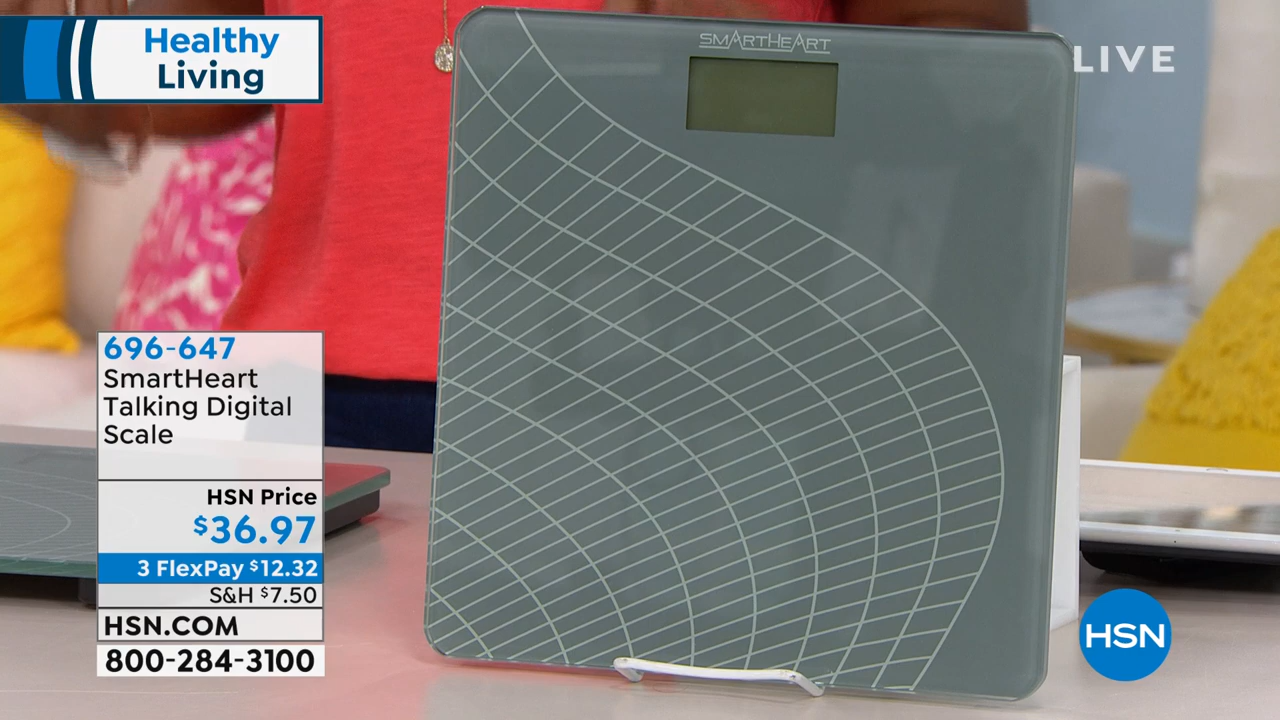 Healthy
Living
SMARTHEART
LIVE
696-647
SmartHeart
Talking Digital
Scale
HSN Price
$36.97
3 FlexPay $12.32
S&H $7.50
HSN.COM
800-284-3100
HSN